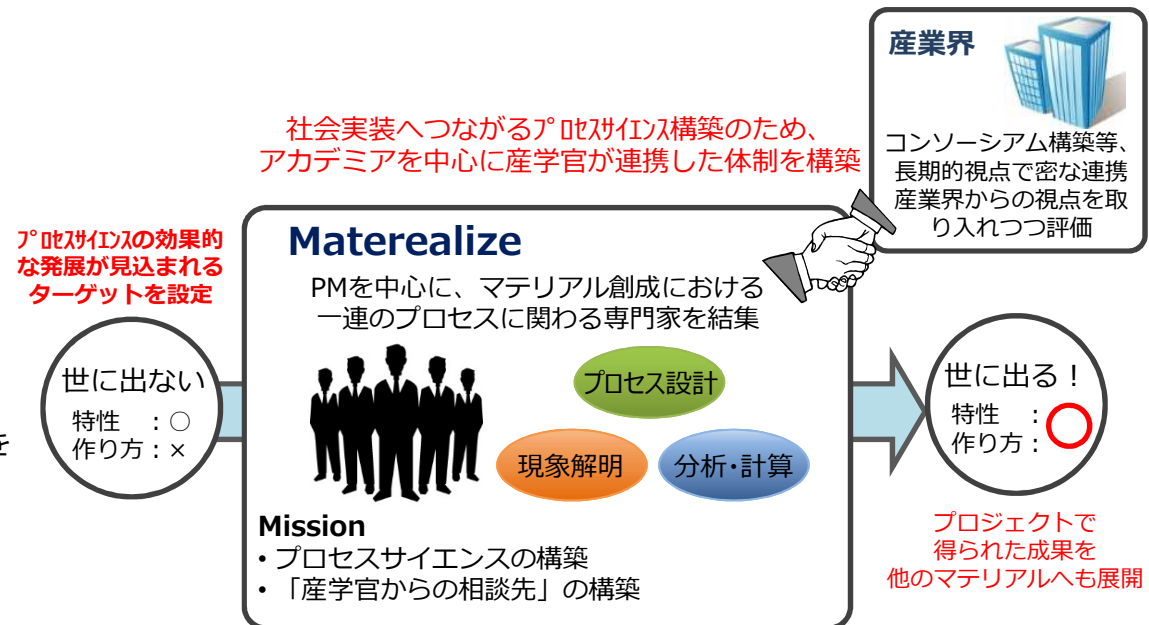 産業界
コンソーシアム構築等、
長期的視点で密な連携
産業界からの視点を取
り入れつつ評価
社会実装へつながるﾌﾟﾛｾｽｻｲｴﾝｽ構築のため、
アカデミアを中心に産学官が連携した体制を構築
ﾌﾟﾛｾｽｻｲｴﾝｽの効果的
な発展が見込まれる
ターゲットを設定
世に出ない
特性　：○
作り方：×
を
Materealize
PMを中心に、マテリアル創成における
一連のプロセスに関わる専門家を結集
プロセス設計
現象解明
分析・計算
Mission
• プロセスサイエンスの構築
• 「産学官からの相談先」の構築
世に出る！
特性　：
作り方：
○
プロジェクトで
得られた成果を
他のマテリアルへも展開